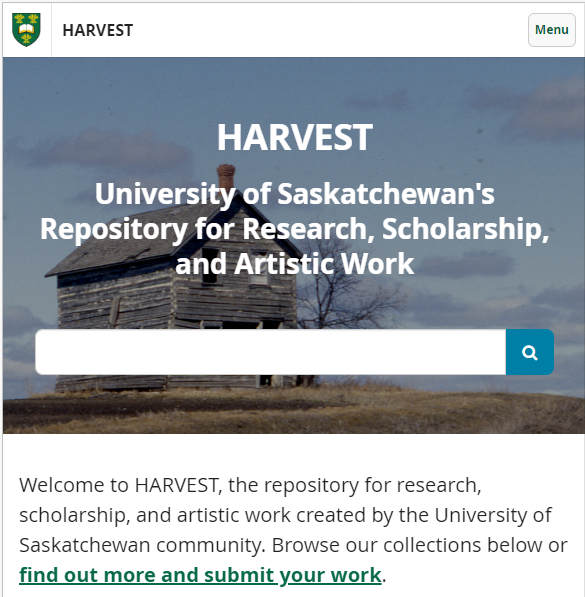 HARVEST
Menu
HARVEST
University of Saskatchewan's
Repository for Research, Scholarship,
and Artistic Work
Welcome to HARVEST, the repository for research,
scholarship, and artistic work created by the University of
Saskatchewan community. Browse our collections below or
find out more and submit your work.